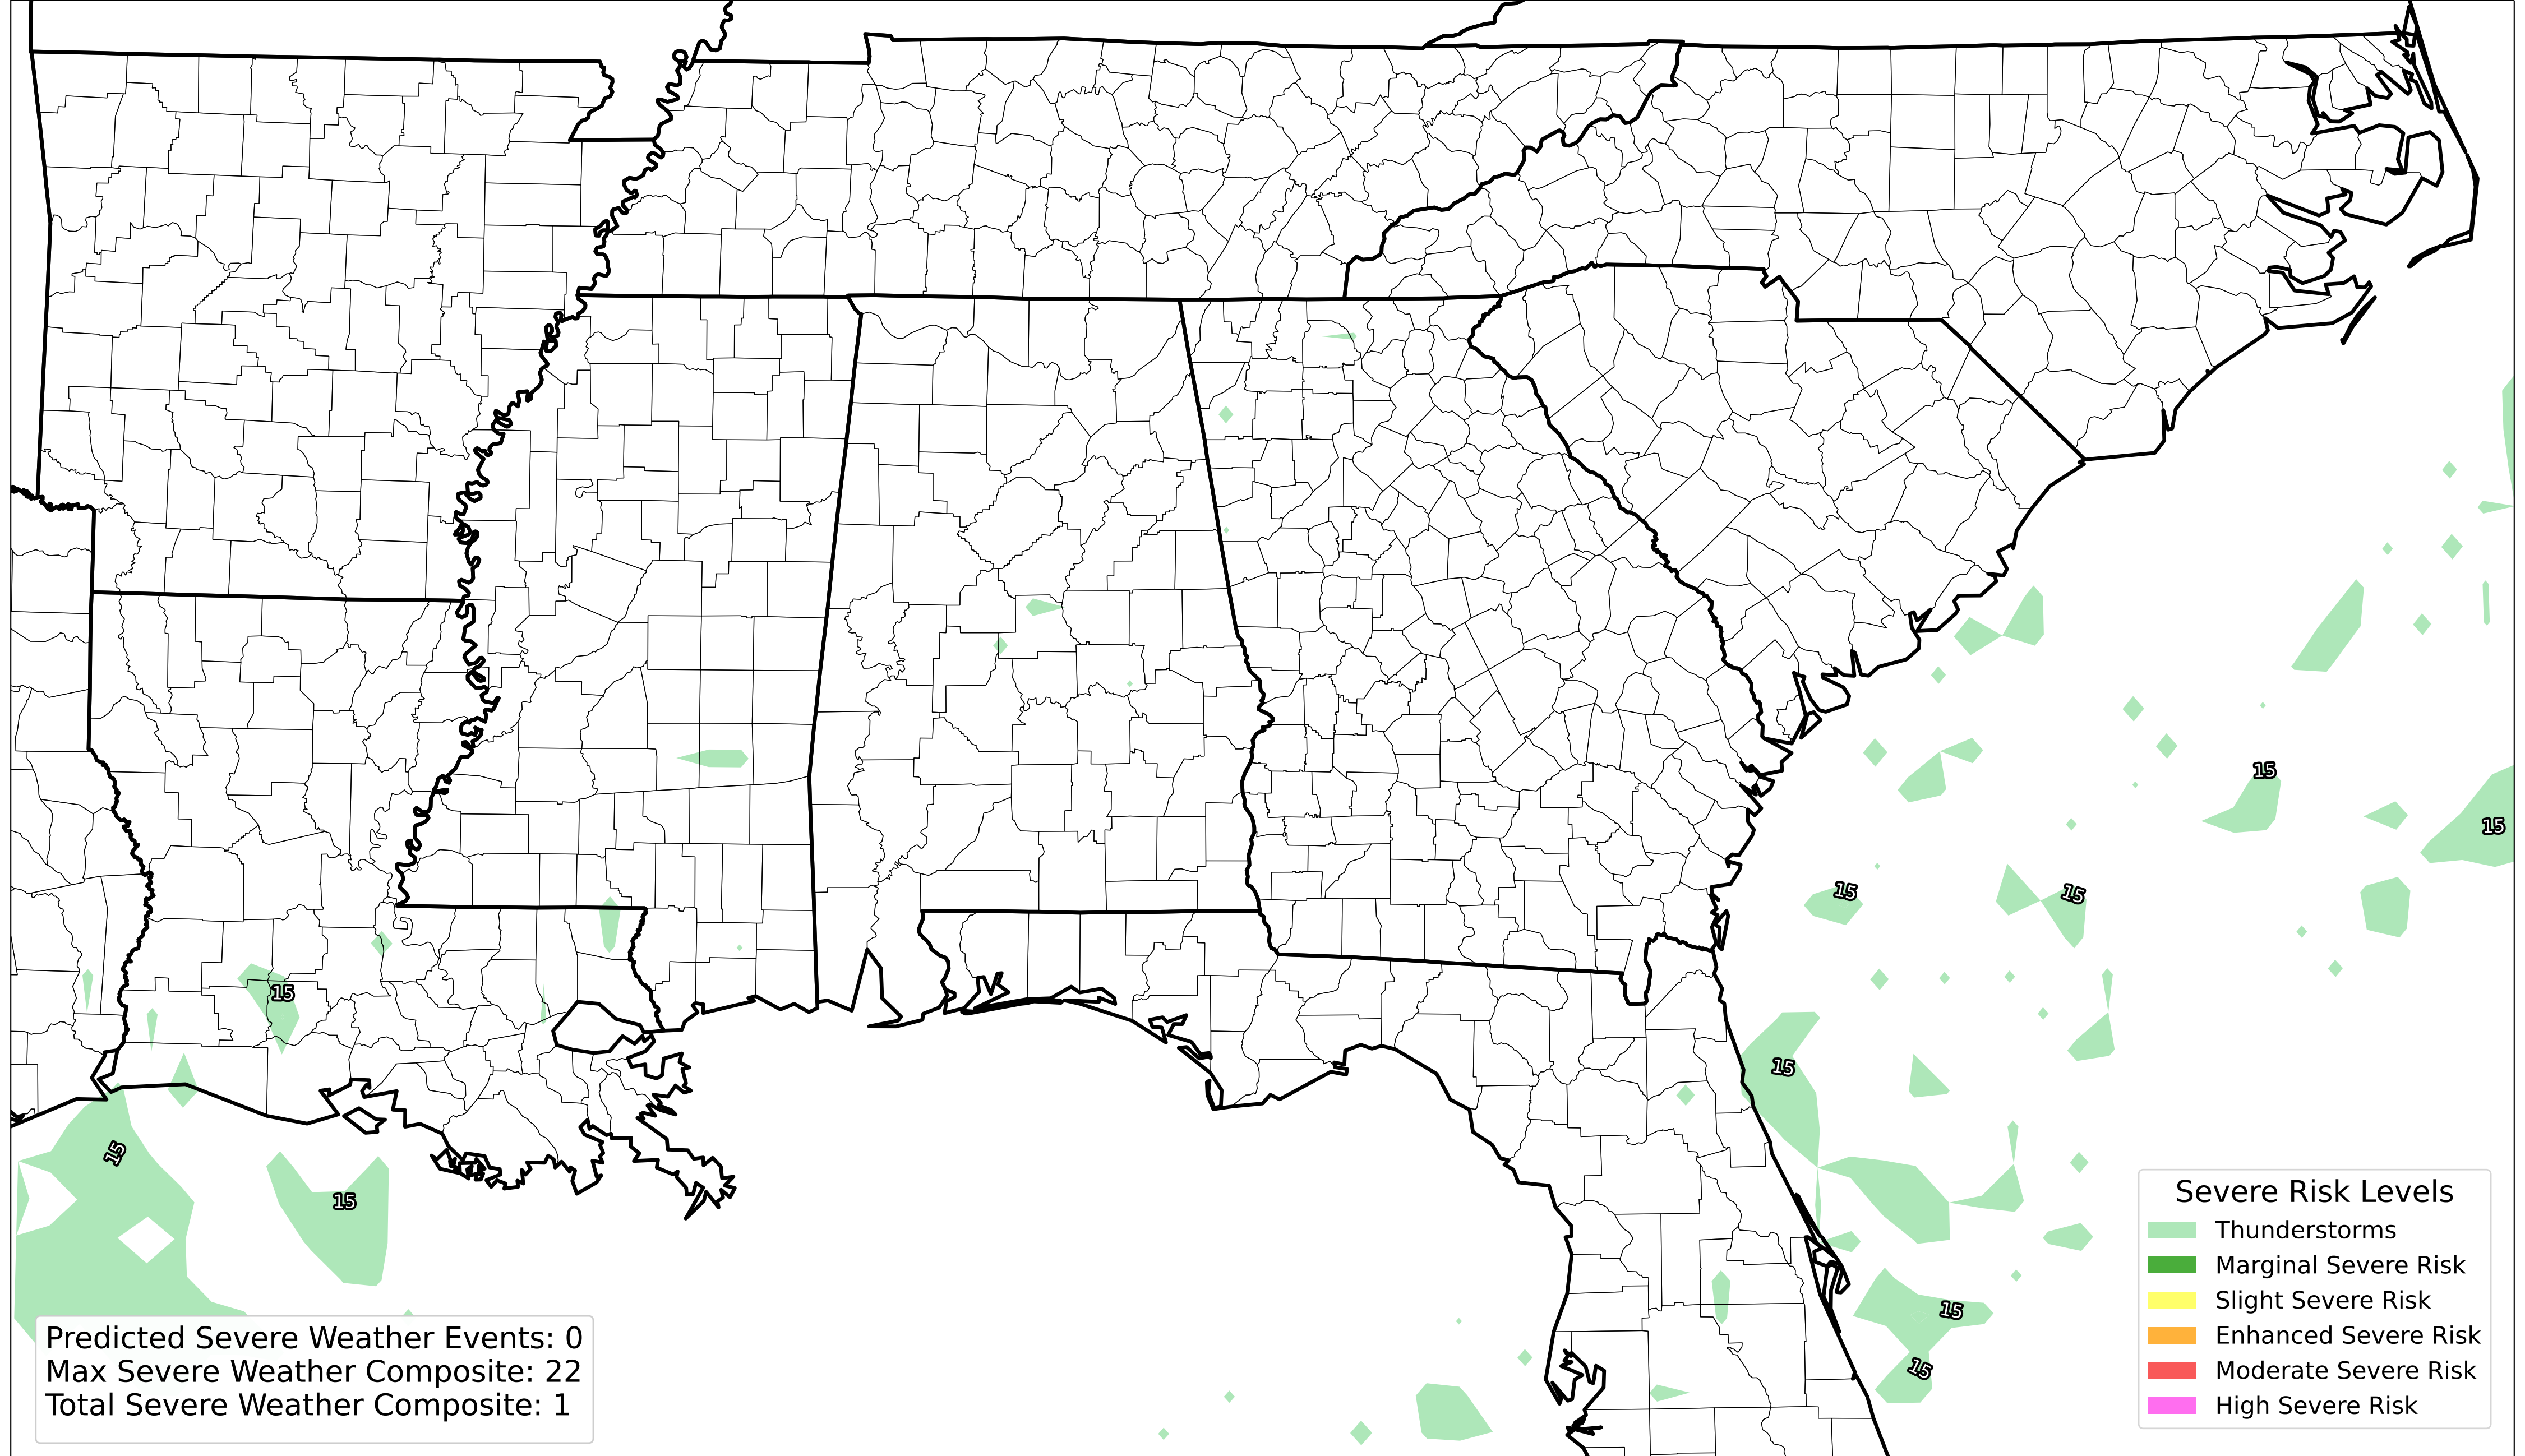 15
15
15
15
15
15
15
15
15
15
Severe Risk Levels
Thunderstorms
Marginal Severe Risk
Slight Severe Risk
Enhanced Severe Risk
Moderate Severe Risk
High Severe Risk
Predicted Severe Weather Events: 0
Max Severe Weather Composite: 22
Total Severe Weather Composite: 1